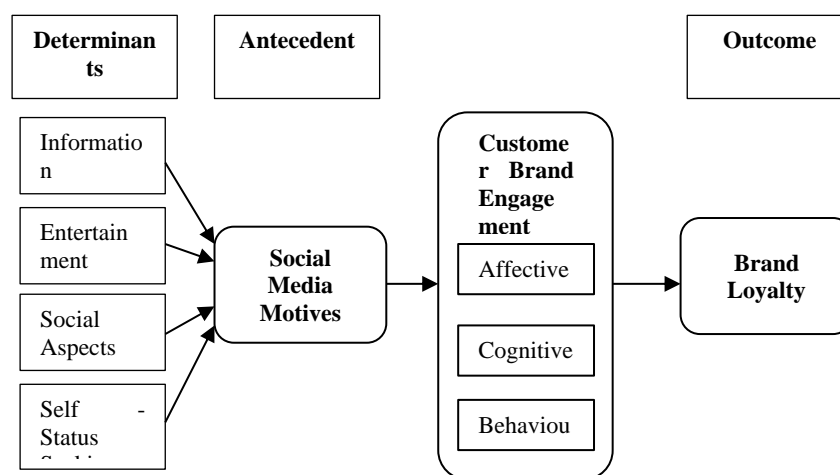 Determinan
ts
Antecedent
Outcome
Informatio
n
Entertain
ment
Social
Aspects
Self -
Status
Social
Media
Motives
Custome
r Brand
Engage
ment
Affective
Cognitive
Behaviou
Brand
Loyalty